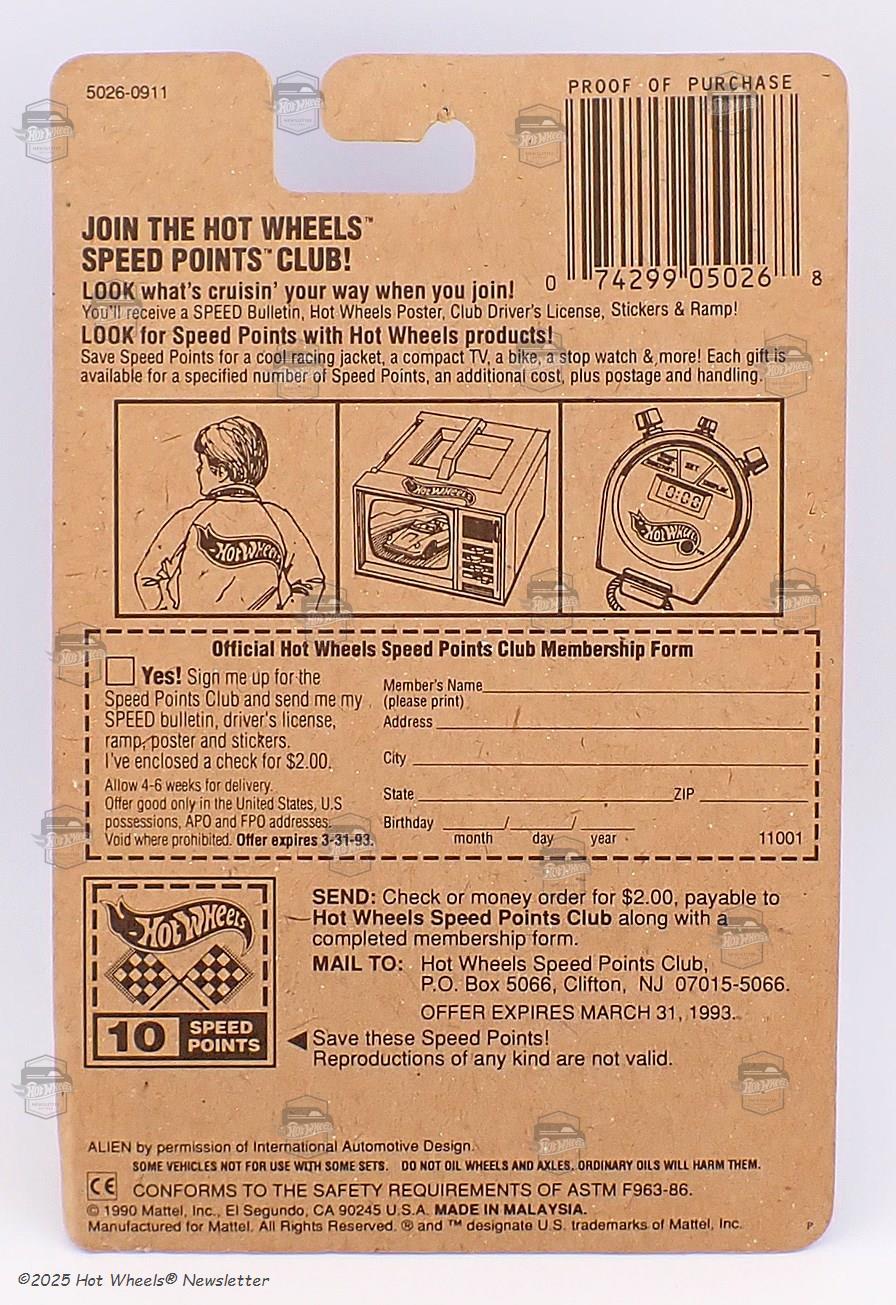 5026-0911
PROOF OF PURCHASE
0 74299 05026 8
JOIN THE HOT WHEELS™
SPEED POINTS™ CLUB!
LOOK what's cruisin' your way when you join!
You'll receive a SPEED Bulletin, Hot Wheels Poster, Club Driver's License, Stickers & Ramp!
LOOK for Speed Points with Hot Wheels products!
Save Speed Points for a cool racing jacket, a compact TV, a bike, a stop watch & more! Each gift is
available for a specified number of Speed Points, an additional cost, plus postage and handling.
Hot Wheels
Hot Wheels
SET
DISPLAY
0:00
Hot Wheels
Official Hot Wheels Speed Points Club Membership Form
Yes! Sign me up for the
Speed Points Club and send me my
SPEED bulletin, driver's license,
ramp, poster and stickers.
I've enclosed a check for $2.00.
Allow 4-6 weeks for delivery.
Offer good only in the United States, U.S
possessions, APO and FPO addresses.
Void where prohibited. Offer expires 3-31-93.
Member's Name
(please print)
Address
City
State ZIP
Birthday / /
month day year
11001
Hot Wheels
10 SPEED
POINTS
SEND: Check or money order for $2.00, payable to
Hot Wheels Speed Points Club along with a
completed membership form.
MAIL TO: Hot Wheels Speed Points Club,
P.O. Box 5066, Clifton, NJ 07015-5066.
OFFER EXPIRES MARCH 31, 1993.
Save these Speed Points!
Reproductions of any kind are not valid.
ALIEN by permission of International Automotive Design.
SOME VEHICLES NOT FOR USE WITH SOME SETS. DO NOT OIL WHEELS AND AXLES. ORDINARY OILS WILL HARM THEM.
CE CONFORMS TO THE SAFETY REQUIREMENTS OF ASTM F963-86.
© 1990 Mattel, Inc., El Segundo, CA 90245 U.S.A. MADE IN MALAYSIA.
Manufactured for Mattel. All Rights Reserved. ® and ™ designate U.S. trademarks of Mattel, Inc.
P
©2025 Hot Wheels® Newsletter